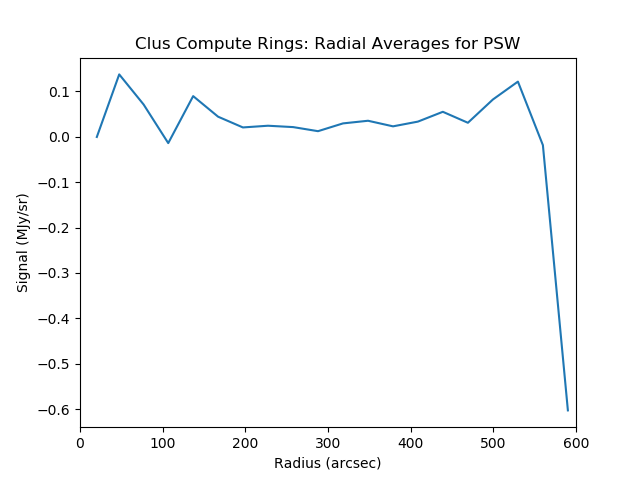 Clus Compute Rings: Radial Averages for PSW
Signal (MJy/sr)
0.1
0.0
−0.1
−0.2
−0.3
−0.4
−0.5
−0.6
0 100 200 300 400 500 600
Radius (arcsec)